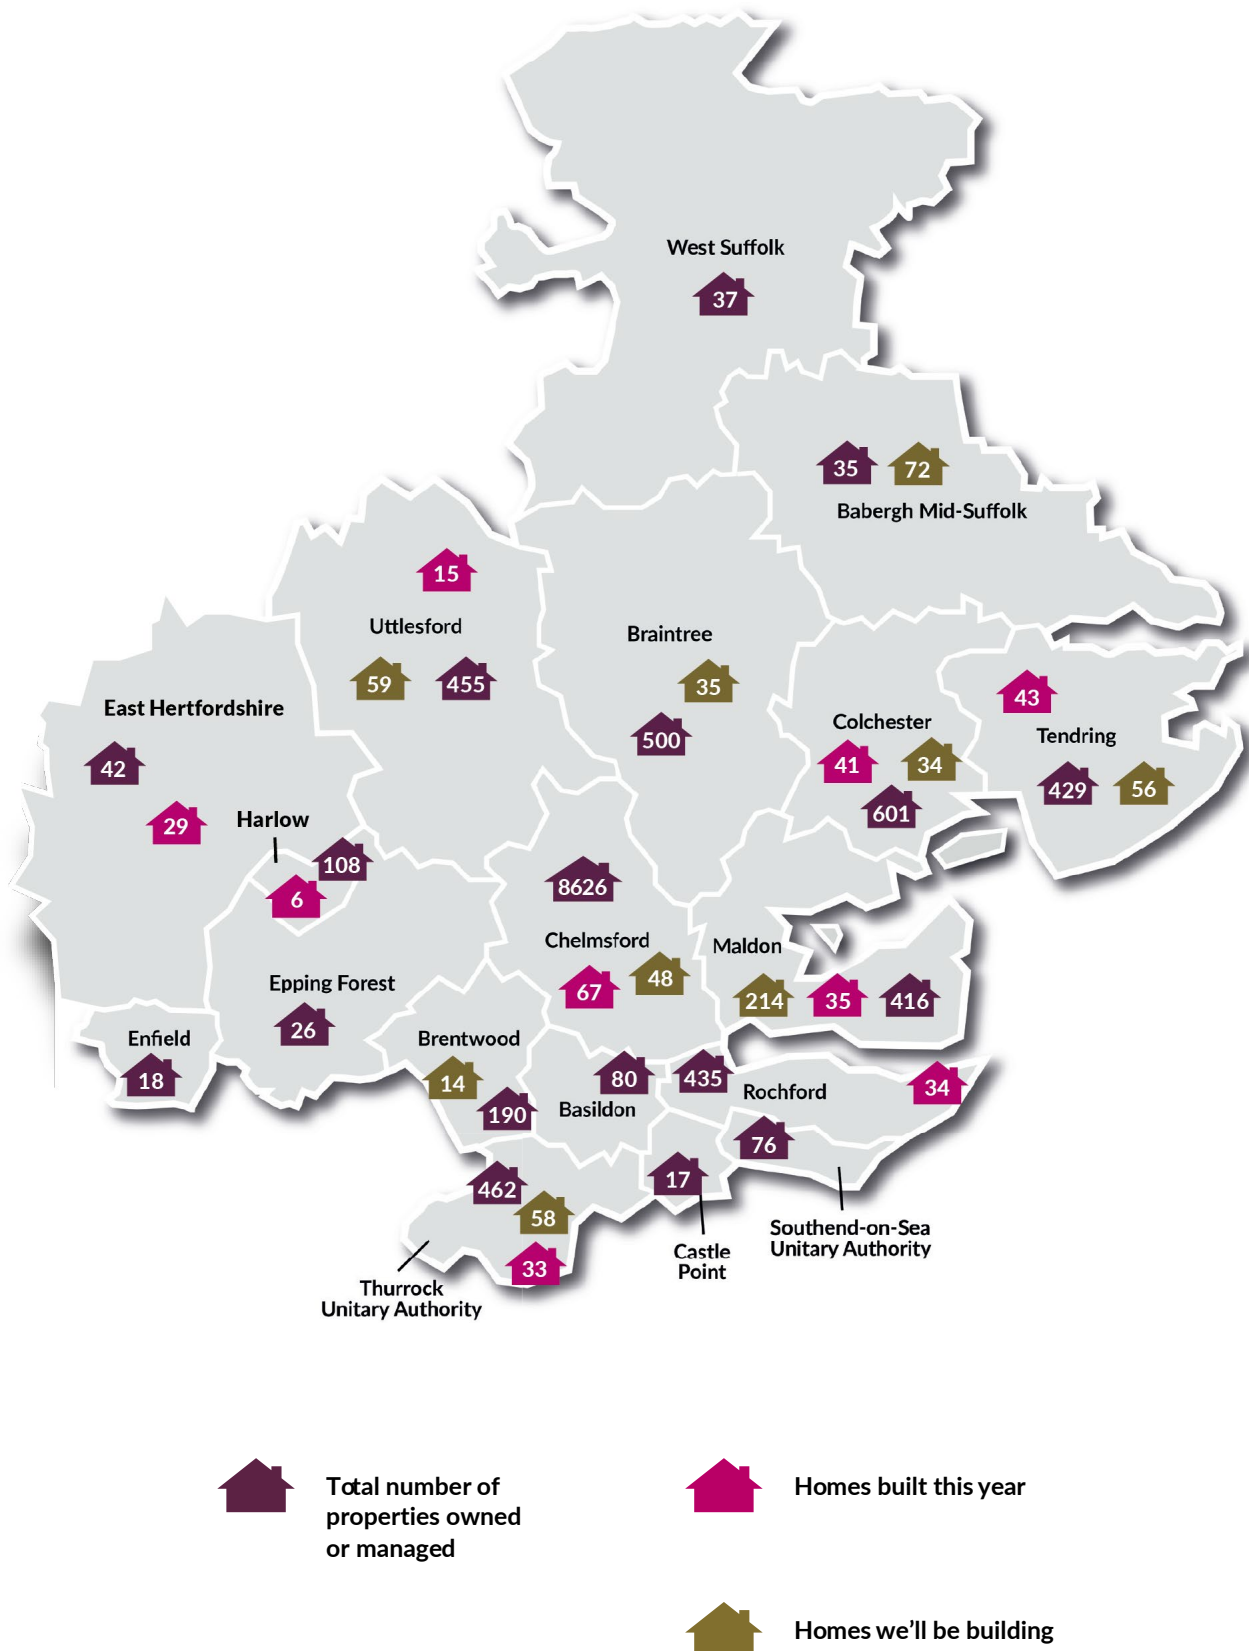 West Suffolk
37
35
72
Babergh Mid-Suffolk
15
Uttlesford
59
455
Braintree
35
500
East Hertfordshire
42
29
Harlow
108
6
Colchester
41
34
601
43
Tendring
429
56
8626
Chelmsford
67
48
Maldon
214
35
416
Epping Forest
26
Enfield
18
Brentwood
14
190
80
Basildon
435
Rochford
34
76
17
462
58
33
Southend-on-Sea
Unitary Authority
Castle
Point
Thurrock
Unitary Authority
Total number of
properties owned
or managed
Homes built this year
Homes we'll be building